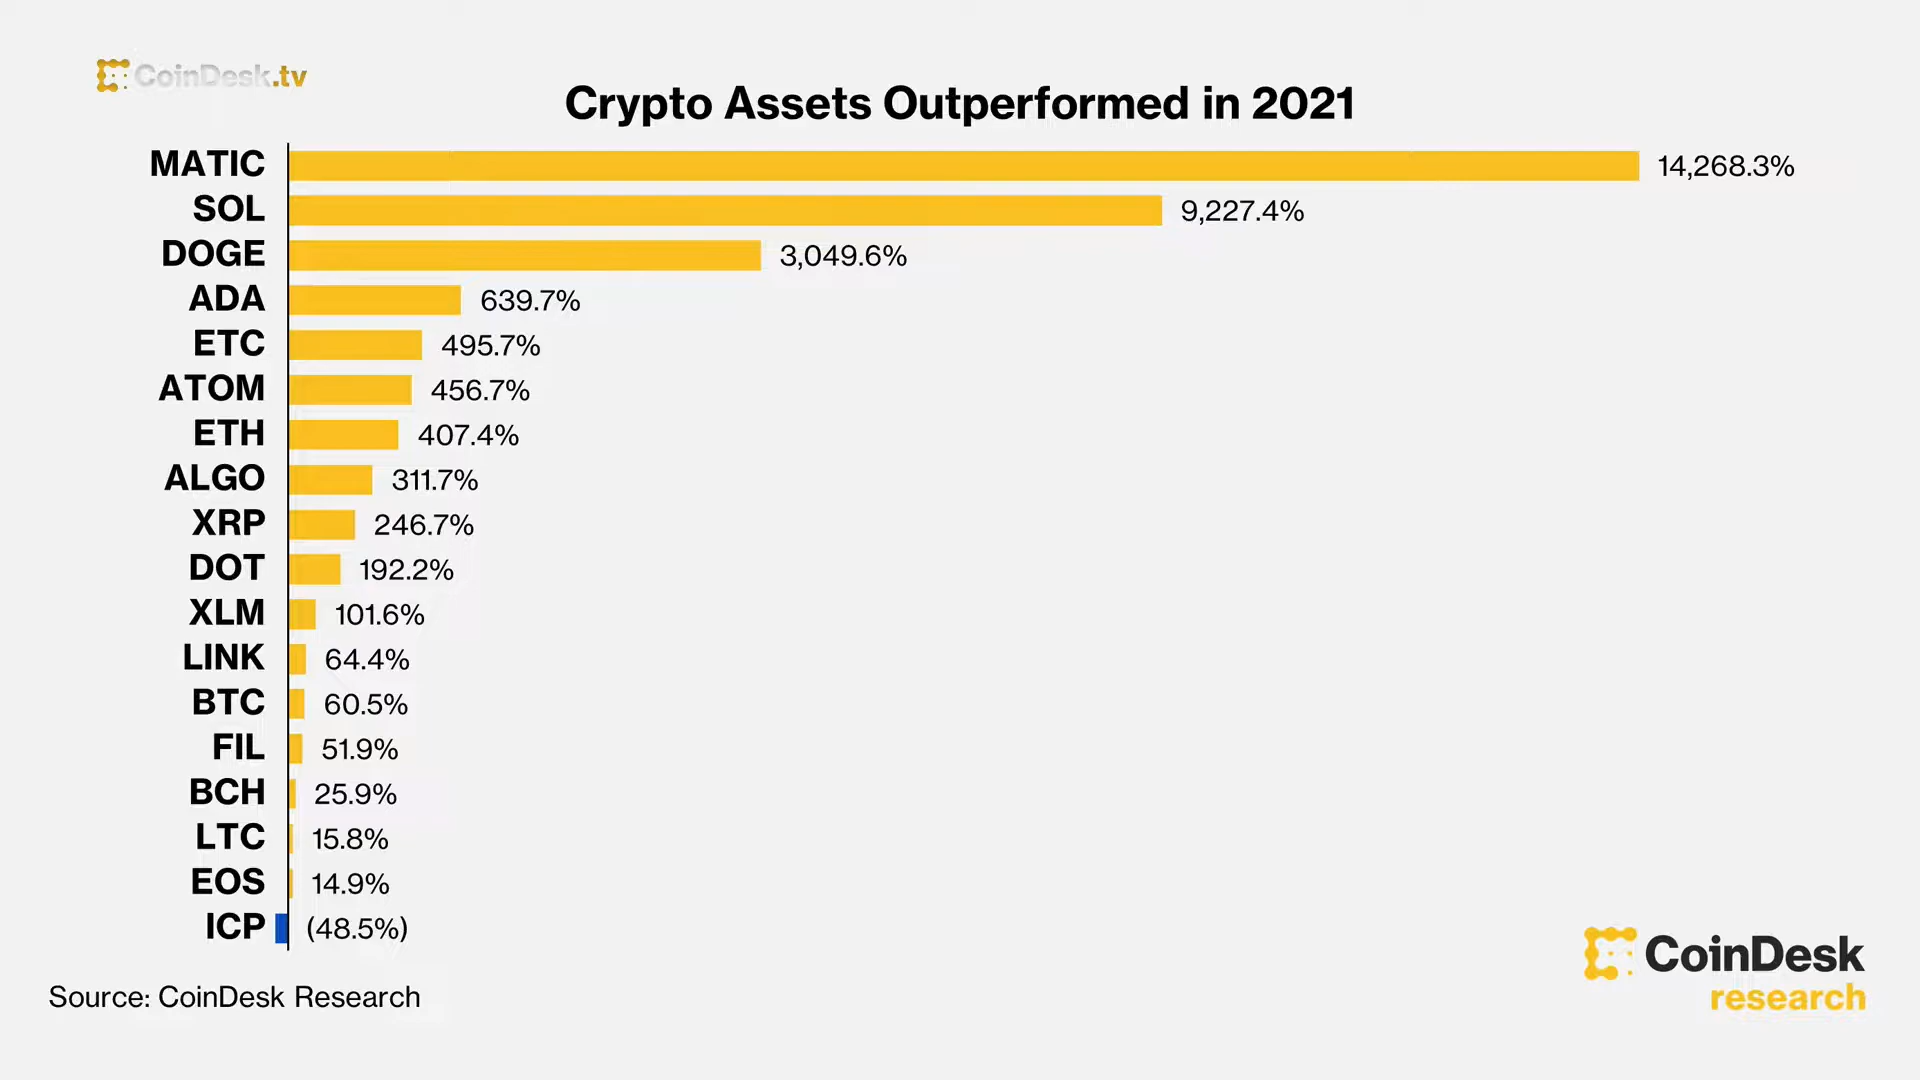 CoinDesk.tv
Crypto Assets Outperformed in 2021
MATIC 14,268.3%
SOL 9,227.4%
DOGE 3,049.6%
ADA 639.7%
ETC 495.7%
ATOM 456.7%
ETH 407.4%
ALGO 311.7%
XRP 246.7%
DOT 192.2%
XLM 101.6%
LINK 64.4%
BTC 60.5%
FIL 51.9%
BCH 25.9%
LTC 15.8%
EOS 14.9%
ICP (48.5%)
CoinDesk
research
Source: CoinDesk Research